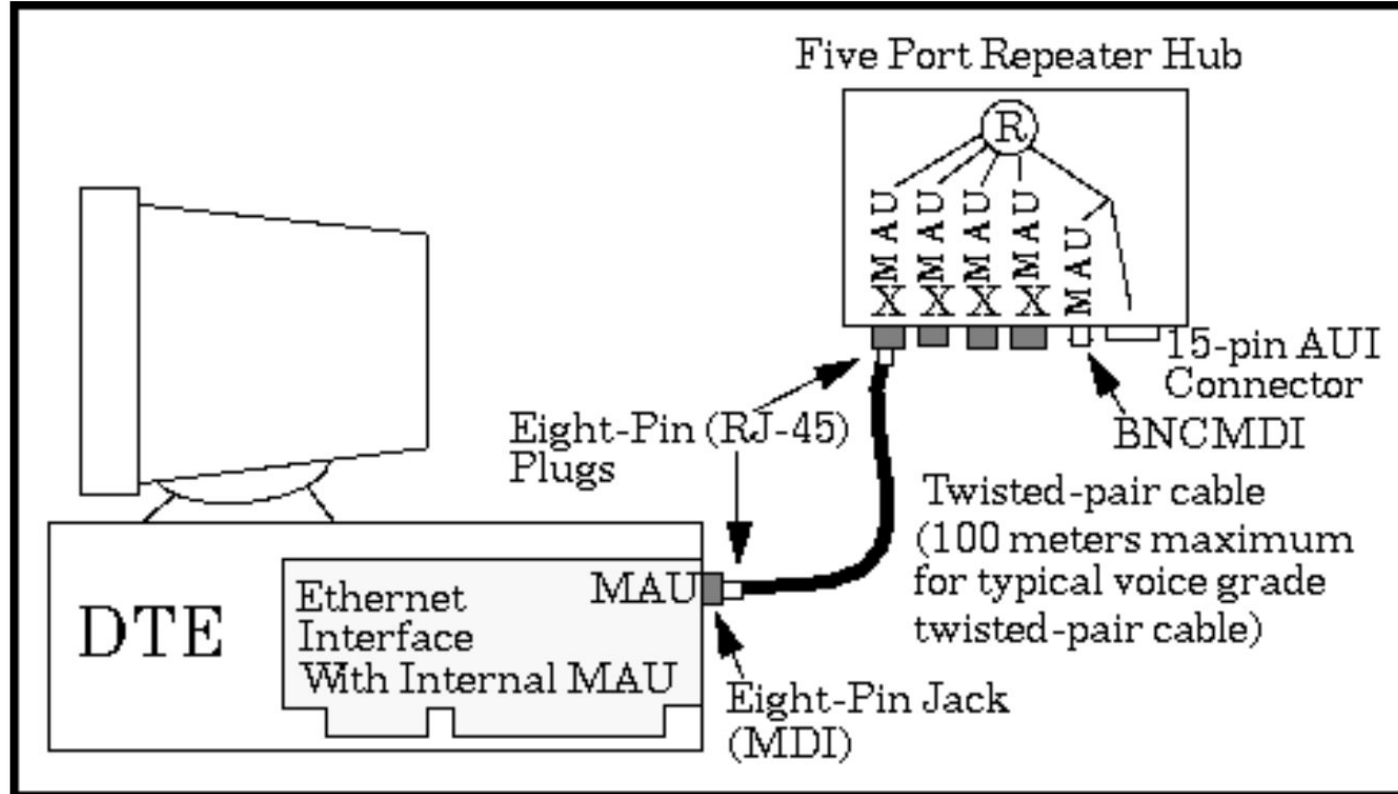 Five Port Repeater Hub
R
MAU MAU MAU MAU MAU
X X X X
15-pin AUI
Connector
BNCMDI
Eight-Pin (RJ-45)
Plugs
Twisted-pair cable
(100 meters maximum
for typical voice grade
twisted-pair cable)
DTE
Ethernet
Interface
With Internal MAU
MAU
Eight-Pin Jack
(MDI)